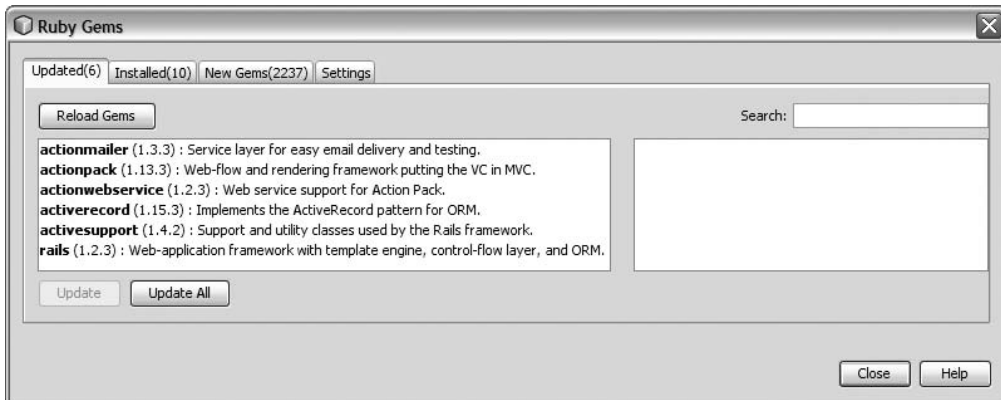 Ruby Gems
Updated(6) Installed(10) New Gems(2237) Settings
Reload Gems Search:
actionmailer (1.3.3) : Service layer for easy email delivery and testing.
actionpack (1.13.3) : Web-flow and rendering framework putting the VC in MVC.
actionwebservice (1.2.3) : Web service support for Action Pack.
activerecord (1.15.3) : Implements the ActiveRecord pattern for ORM.
activesupport (1.4.2) : Support and utility classes used by the Rails framework.
rails (1.2.3) : Web-application framework with template engine, control-flow layer, and ORM.
Update Update All
Close Help